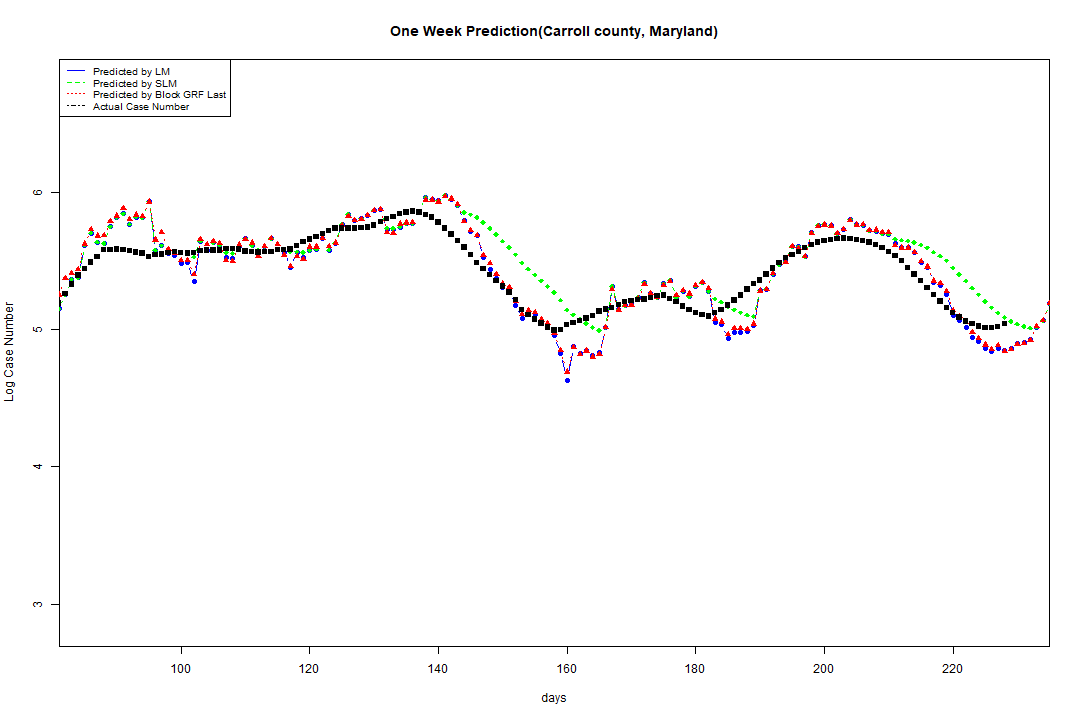 One Week Prediction(Carroll county, Maryland)
Predicted by LM
Predicted by SLM
Predicted by Block GRF Last
Actual Case Number
6
5
4
3
Log Case Number
100 120 140 160 180 200 220
days